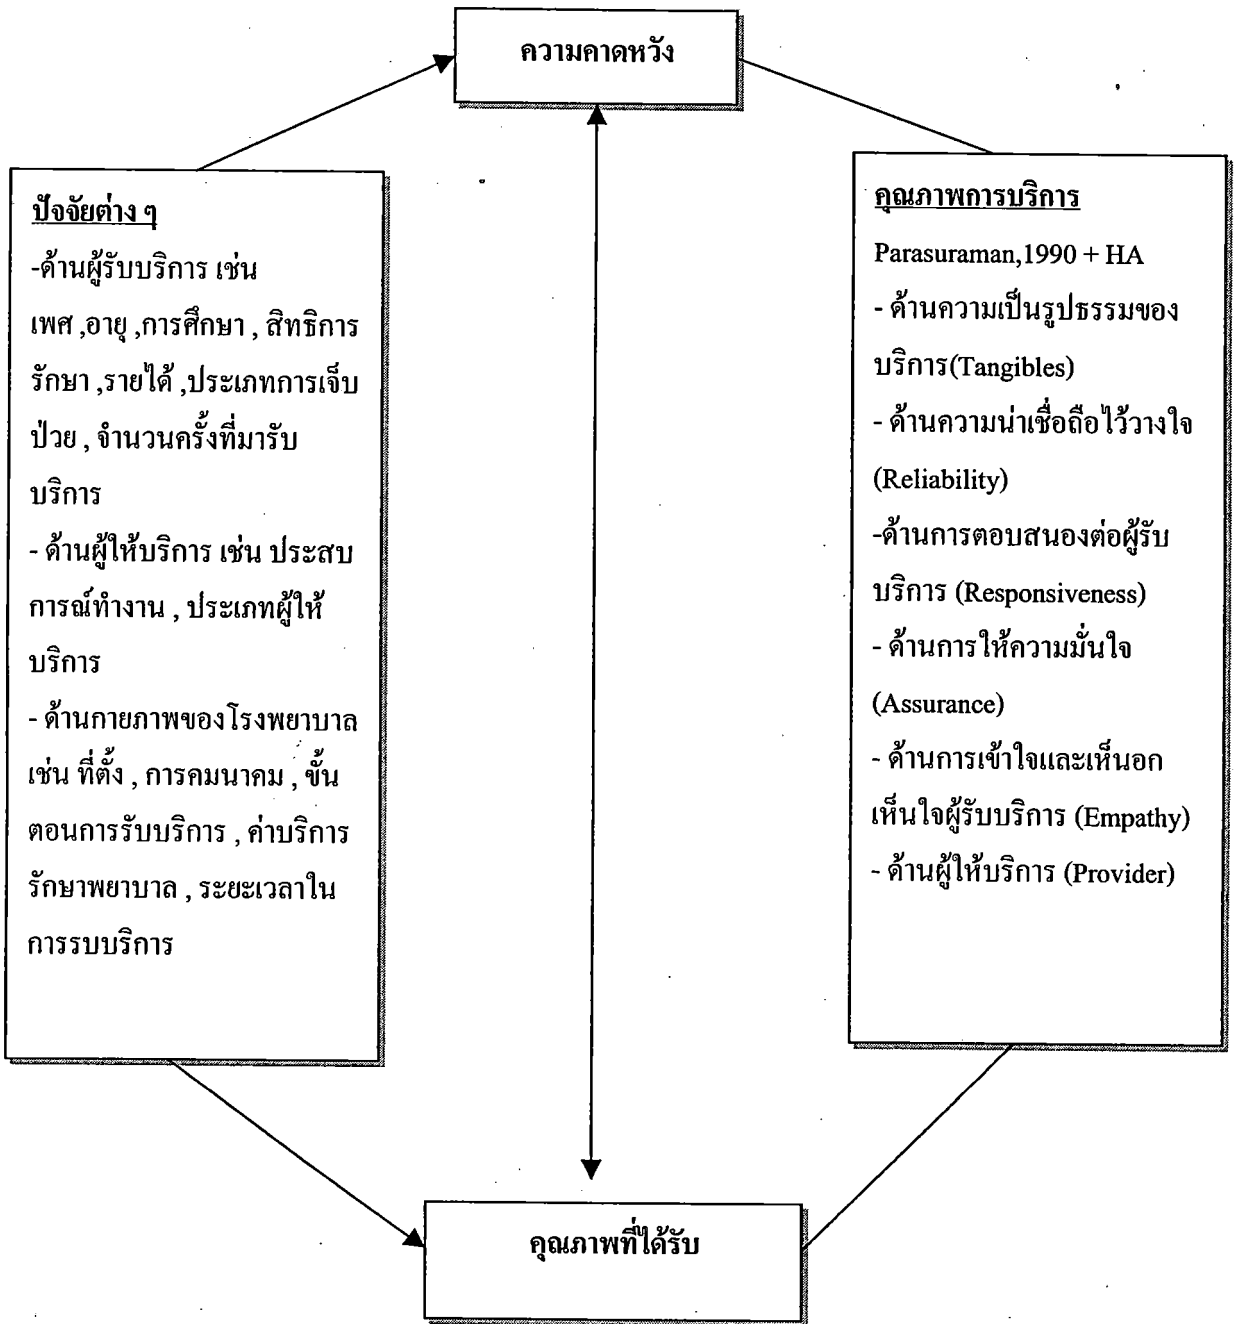 ความคาดหวัง
ปัจจัยต่าง ๆ
-ด้านผู้รับบริการ เช่น
เพศ ,อายุ ,การศึกษา , สิทธิการ
รักษา ,รายได้ ,ประเภทการเจ็บ
ป่วย , จำนวนครั้งที่มารับ
บริการ
- ด้านผู้ให้บริการ เช่น ประสบ
การณ์ทำงาน , ประเภทผู้ให้
บริการ
- ด้านกายภาพของโรงพยาบาล
เช่น ที่ตั้ง , การคมนาคม , ขั้น
ตอนการรับบริการ , ค่าบริการ
รักษาพยาบาล , ระยะเวลาใน
การรบบริการ
คุณภาพการบริการ
Parasuraman,1990 + HA
- ด้านความเป็นรูปธรรมของ
บริการ(Tangibles)
- ด้านความน่าเชื่อถือไว้วางใจ
(Reliability)
-ด้านการตอบสนองต่อผู้รับ
บริการ (Responsiveness)
- ด้านการให้ความมั่นใจ
(Assurance)
- ด้านการเข้าใจและเห็นอก
เห็นใจผู้รับบริการ (Empathy)
- ด้านผู้ให้บริการ (Provider)
คุณภาพที่ได้รับ